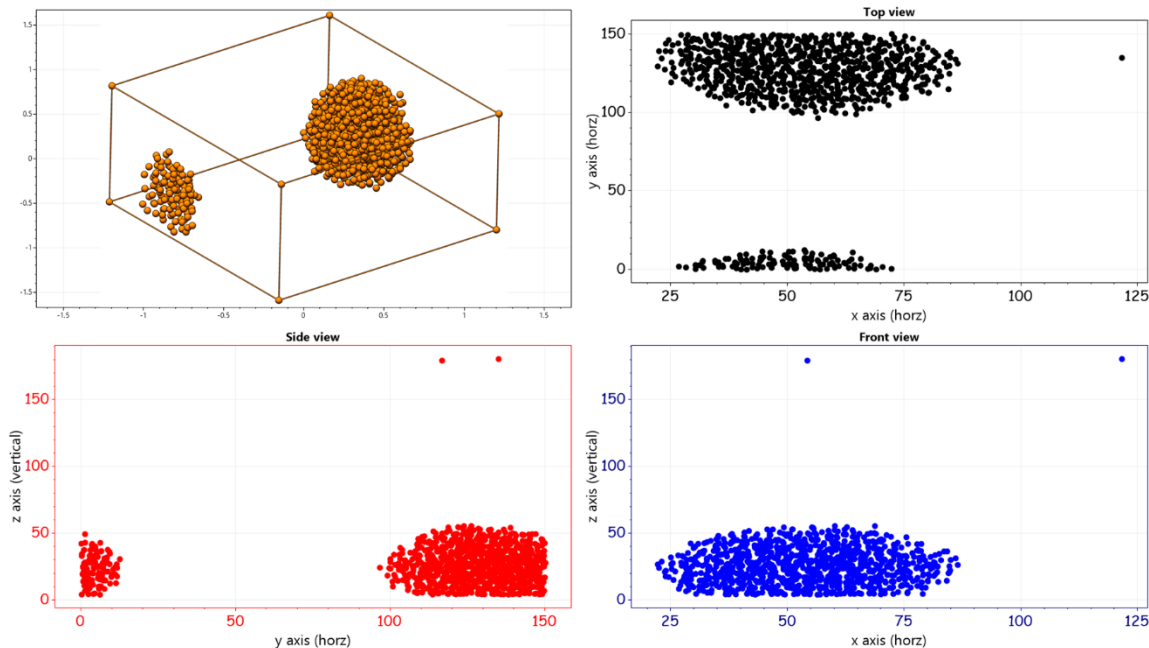 1.5
1
0.5
0
-0.5
-1
-1.5
-1.5 -1 -0.5 0 0.5 1 1.5
Top view
150
100
50
0
y axis (horz)
25 50 75 100 125
x axis (horz)
Side view
150
100
50
0
z axis (vertical)
0 50 100 150
y axis (horz)
Front view
150
100
50
0
z axis (vertical)
25 50 75 100 125
x axis (horz)